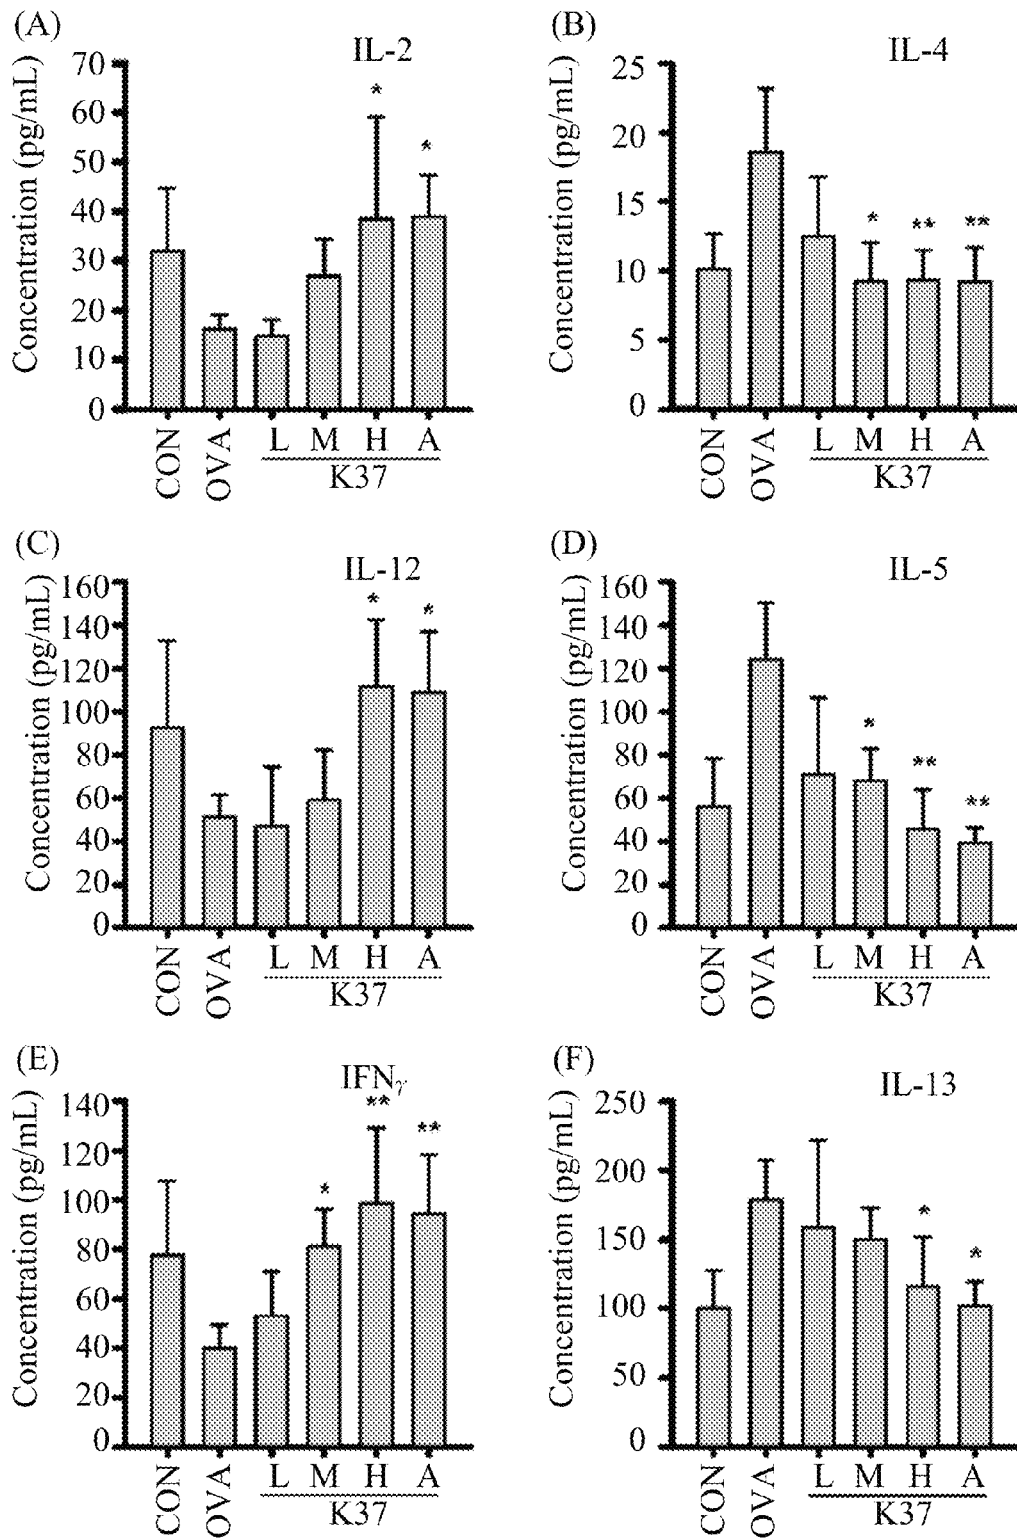 (A)
IL-2
Concentration (pg/mL)
70
60
50
40
30
20
10
0
*
*
CON
OVA
L M H A
K37
(B)
IL-4
Concentration (pg/mL)
25
20
15
10
5
0
*
**
**
CON
OVA
L M H A
K37
(C)
IL-12
Concentration (pg/mL)
160
140
120
100
80
60
40
20
0
*
*
CON
OVA
L M H A
K37
(D)
IL-5
Concentration (pg/mL)
160
140
120
100
80
60
40
20
0
*
**
**
CON
OVA
L M H A
K37
(E)
IFNγ
Concentration (pg/mL)
140
120
100
80
60
40
20
0
*
**
**
CON
OVA
L M H A
K37
(F)
IL-13
Concentration (pg/mL)
250
200
150
100
50
0
*
*
CON
OVA
L M H A
K37